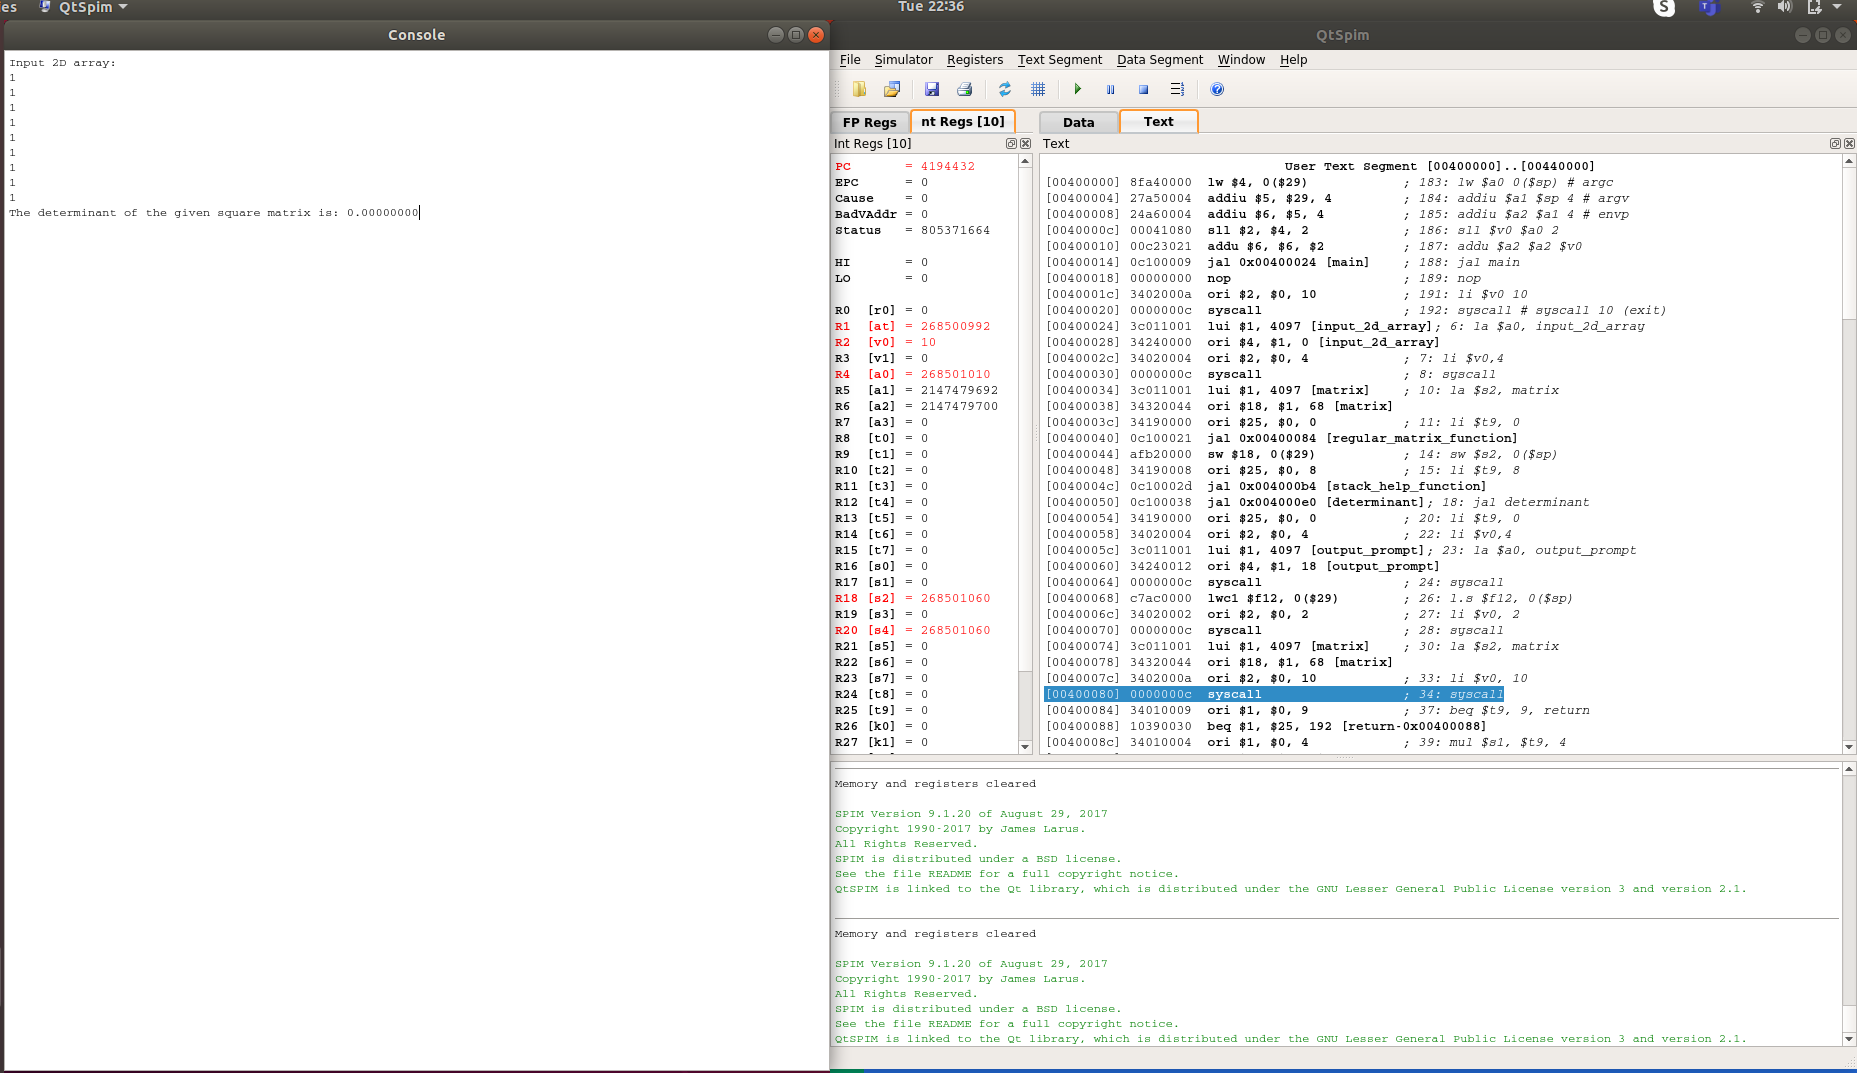 es QtSpim Tue 22:36
Console
Input 2D array:
1
1
1
1
1
1
1
1
1
The determinant of the given square matrix is: 0.00000000
QtSpim
File Simulator Registers Text Segment Data Segment Window Help
FP Regs nt Regs [10]
Int Regs [10]
PC = 4194432
EPC = 0
Cause = 0
BadVAddr = 0
Status = 805371664
HI = 0
LO = 0
R0 [r0] = 0
R1 [at] = 268500992
R2 [v0] = 10
R3 [v1] = 0
R4 [a0] = 268501010
R5 [a1] = 2147479692
R6 [a2] = 2147479700
R7 [a3] = 0
R8 [t0] = 0
R9 [t1] = 0
R10 [t2] = 0
R11 [t3] = 0
R12 [t4] = 0
R13 [t5] = 0
R14 [t6] = 0
R15 [t7] = 0
R16 [s0] = 0
R17 [s1] = 0
R18 [s2] = 268501060
R19 [s3] = 0
R20 [s4] = 268501060
R21 [s5] = 0
R22 [s6] = 0
R23 [s7] = 0
R24 [t8] = 0
R25 [t9] = 0
R26 [k0] = 0
R27 [k1] = 0
Data Text
Text
User Text Segment [00400000]..[00440000]
[00400000] 8fa40000 lw $4, 0($29) ; 183: lw $a0 0($sp) # argc
[00400004] 27a50004 addiu $5, $29, 4 ; 184: addiu $a1 $sp 4 # argv
[00400008] 24a60004 addiu $6, $5, 4 ; 185: addiu $a2 $a1 4 # envp
[0040000c] 00041080 sll $2, $4, 2 ; 186: sll $v0 $a0 2
[00400010] 00c23021 addu $6, $6, $2 ; 187: addu $a2 $a2 $v0
[00400014] 0c100009 jal 0x00400024 [main] ; 188: jal main
[00400018] 00000000 nop ; 189: nop
[0040001c] 3402000a ori $2, $0, 10 ; 191: li $v0 10
[00400020] 0000000c syscall ; 192: syscall # syscall 10 (exit)
[00400024] 3c011001 lui $1, 4097 [input_2d_array]; 6: la $a0, input_2d_array
[00400028] 34240000 ori $4, $1, 0 [input_2d_array]
[0040002c] 34020004 ori $2, $0, 4 ; 7: li $v0,4
[00400030] 0000000c syscall ; 8: syscall
[00400034] 3c011001 lui $1, 4097 [matrix] ; 10: la $s2, matrix
[00400038] 34320044 ori $18, $1, 68 [matrix]
[0040003c] 34190000 ori $25, $0, 0 ; 11: li $t9, 0
[00400040] 0c100021 jal 0x00400084 [regular_matrix_function]
[00400044] afb20000 sw $18, 0($29) ; 14: sw $s2, 0($sp)
[00400048] 34190008 ori $25, $0, 8 ; 15: li $t9, 8
[0040004c] 0c10002d jal 0x004000b4 [stack_help_function]
[00400050] 0c100038 jal 0x004000e0 [determinant]; 18: jal determinant
[00400054] 34190000 ori $25, $0, 0 ; 20: li $t9, 0
[00400058] 34020004 ori $2, $0, 4 ; 22: li $v0,4
[0040005c] 3c011001 lui $1, 4097 [output_prompt]; 23: la $a0, output_prompt
[00400060] 34240012 ori $4, $1, 18 [output_prompt]
[00400064] 0000000c syscall ; 24: syscall
[00400068] c7ac0000 lwc1 $f12, 0($29) ; 26: l.s $f12, 0($sp)
[0040006c] 34020002 ori $2, $0, 2 ; 27: li $v0, 2
[00400070] 0000000c syscall ; 28: syscall
[00400074] 3c011001 lui $1, 4097 [matrix] ; 30: la $s2, matrix
[00400078] 34320044 ori $18, $1, 68 [matrix]
[0040007c] 3402000a ori $2, $0, 10 ; 33: li $v0, 10
[00400080] 0000000c syscall ; 34: syscall
[00400084] 34010009 ori $1, $0, 9 ; 37: beq $t9, 9, return
[00400088] 10390030 beq $1, $25, 192 [return-0x00400088]
[0040008c] 34010004 ori $1, $0, 4 ; 39: mul $s1, $t9, 4
Memory and registers cleared
SPIM Version 9.1.20 of August 29, 2017
Copyright 1990-2017 by James Larus.
All Rights Reserved.
SPIM is distributed under a BSD license.
See the file README for a full copyright notice.
QtSPIM is linked to the Qt library, which is distributed under the GNU Lesser General Public License version 3 and version 2.1.
Memory and registers cleared
SPIM Version 9.1.20 of August 29, 2017
Copyright 1990-2017 by James Larus.
All Rights Reserved.
SPIM is distributed under a BSD license.
See the file README for a full copyright notice.
QtSPIM is linked to the Qt library, which is distributed under the GNU Lesser General Public License version 3 and version 2.1.